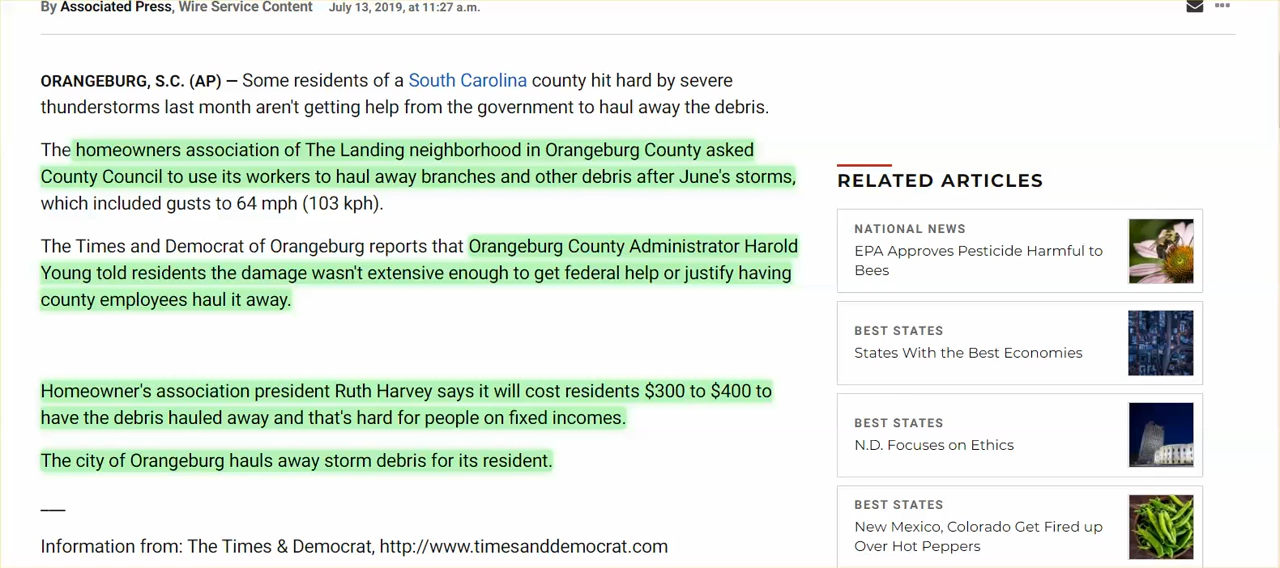 By Associated Press, Wire Service Content July 13, 2019, at 11:27 a.m.
ORANGEBURG, S.C. (AP) — Some residents of a South Carolina county hit hard by severe
thunderstorms last month aren't getting help from the government to haul away the debris.
The homeowners association of The Landing neighborhood in Orangeburg County asked
County Council to use its workers to haul away branches and other debris after June's storms,
which included gusts to 64 mph (103 kph).
The Times and Democrat of Orangeburg reports that Orangeburg County Administrator Harold
Young told residents the damage wasn't extensive enough to get federal help or justify having
county employees haul it away.
Homeowner's association president Ruth Harvey says it will cost residents $300 to $400 to
have the debris hauled away and that's hard for people on fixed incomes.
The city of Orangeburg hauls away storm debris for its resident.
___
Information from: The Times & Democrat, http://www.timesanddemocrat.com
RELATED ARTICLES
NATIONAL NEWS
EPA Approves Pesticide Harmful to
Bees
BEST STATES
States With the Best Economies
BEST STATES
N.D. Focuses on Ethics
BEST STATES
New Mexico, Colorado Get Fired up
Over Hot Peppers